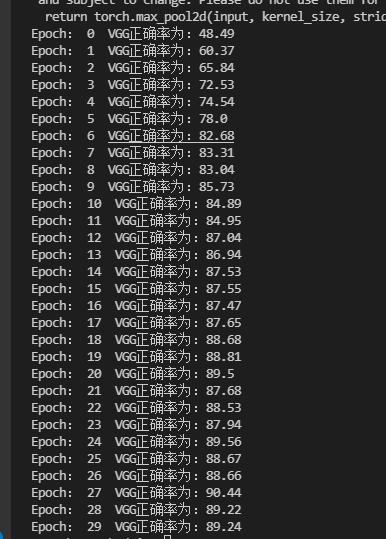 and subject to change. Please do not use them for
return torch.max_pool2d(input, kernel_size, strid
Epoch:  0  VGG正确率为: 48.49
Epoch:  1  VGG正确率为: 60.37
Epoch:  2  VGG正确率为: 65.84
Epoch:  3  VGG正确率为: 72.53
Epoch:  4  VGG正确率为: 74.54
Epoch:  5  VGG正确率为: 78.0
Epoch:  6  VGG正确率为: 82.68
Epoch:  7  VGG正确率为: 83.31
Epoch:  8  VGG正确率为: 83.04
Epoch:  9  VGG正确率为: 85.73
Epoch:  10  VGG正确率为: 84.89
Epoch:  11  VGG正确率为: 84.95
Epoch:  12  VGG正确率为: 87.04
Epoch:  13  VGG正确率为: 86.94
Epoch:  14  VGG正确率为: 87.53
Epoch:  15  VGG正确率为: 87.55
Epoch:  16  VGG正确率为: 87.47
Epoch:  17  VGG正确率为: 87.65
Epoch:  18  VGG正确率为: 88.68
Epoch:  19  VGG正确率为: 88.81
Epoch:  20  VGG正确率为: 89.5
Epoch:  21  VGG正确率为: 87.68
Epoch:  22  VGG正确率为: 88.53
Epoch:  23  VGG正确率为: 87.94
Epoch:  24  VGG正确率为: 89.56
Epoch:  25  VGG正确率为: 88.67
Epoch:  26  VGG正确率为: 88.66
Epoch:  27  VGG正确率为: 90.44
Epoch:  28  VGG正确率为: 89.22
Epoch:  29  VGG正确率为: 89.24